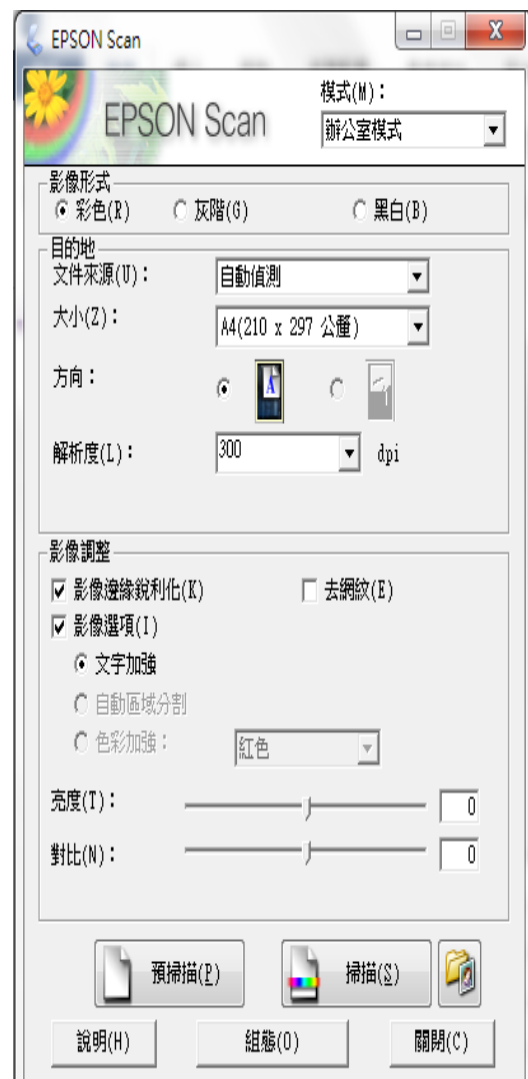 EPSON Scan
EPSON Scan
模式(M)：
辦公室模式
影像形式
彩色(R) 灰階(G) 黑白(B)
目的地
文件來源(U)： 自動偵測
大小(Z)： A4(210 x 297 公釐)
方向：
解析度(L)： 300 dpi
影像調整
影像邊緣銳利化(K) 去網紋(E)
影像選項(I)
文字加強
自動區域分割
色彩加強： 紅色
亮度(T)： 0
對比(N)： 0
預掃描(P) 掃描(S)
說明(H) 組態(O) 關閉(C)